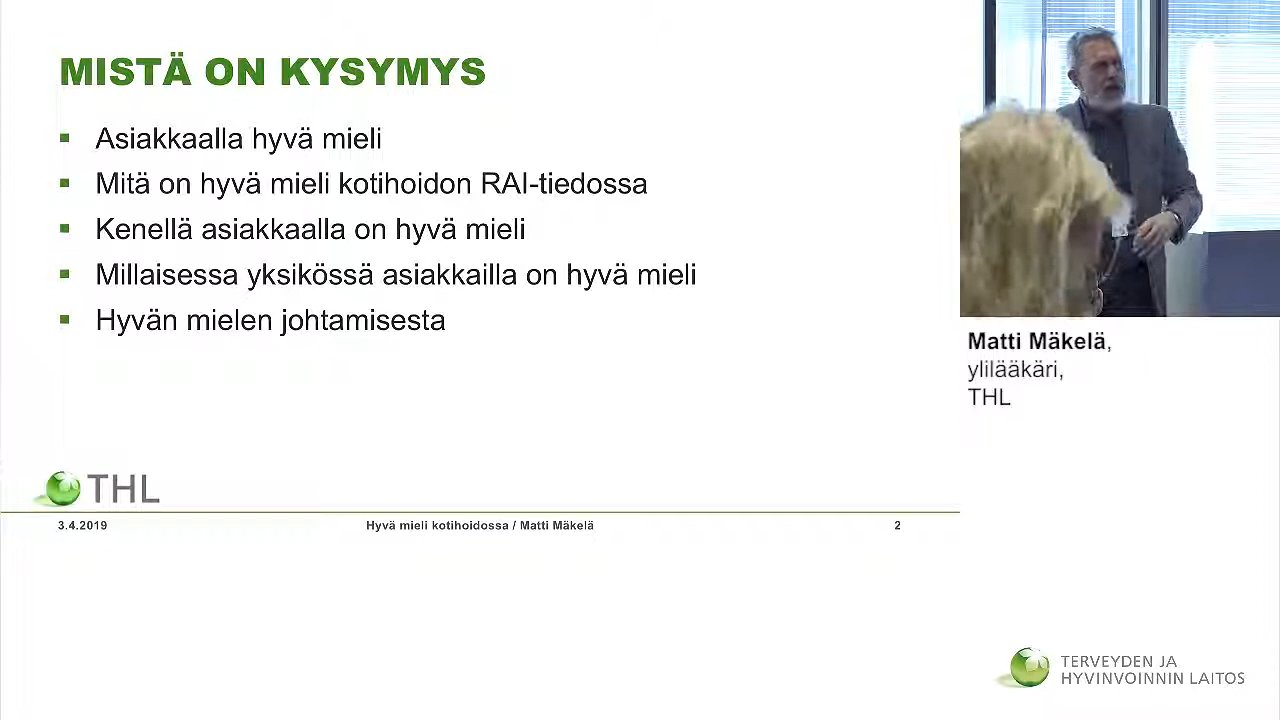 MISTÄ ON KYSYMYS
Asiakkaalla hyvä mieli
Mitä on hyvä mieli kotihoidon RAI-tiedossa
Kenellä asiakkaalla on hyvä mieli
Millaisessa yksikössä asiakkailla on hyvä mieli
Hyvän mielen johtamisesta
THL
3.4.2019 Hyvä mieli kotihoidossa / Matti Mäkelä 2
Matti Mäkelä,
ylilääkäri,
THL
TERVEYDEN JA
HYVINVOINNIN LAITOS